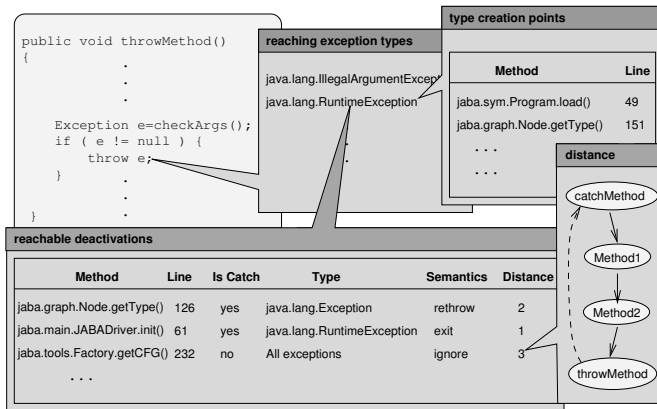 public void throwMethod()
{
.
.
.
Exception e=checkArgs();
if ( e != null ) {
throw e;
}
.
.
.
}
reaching exception types
java.lang.IllegalArgumentExcept
java.lang.RuntimeException
.
.
type creation points
Method Line
jaba.sym.Program.load() 49
jaba.graph.Node.getType() 151
. . .
. . .
reachable deactivations
Method Line Is Catch Type Semantics Distance
jaba.graph.Node.getType() 126 yes java.lang.Exception rethrow 2
jaba.main.JABADriver.init() 61 yes java.lang.RuntimeException exit 1
jaba.tools.Factory.getCFG() 232 no All exceptions ignore 3
. . .
distance
catchMethod
Method1
Method2
throwMethod